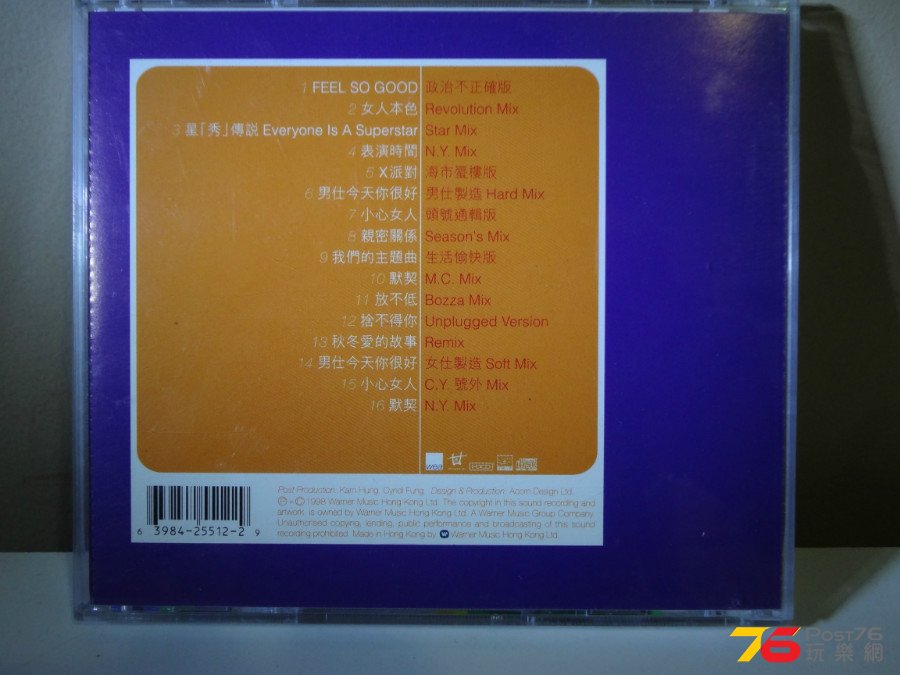 1 FEEL SO GOOD 政治不正確版
2 女人本色 Revolution Mix
3 星「秀」傳説 Everyone Is A Superstar Star Mix
4 表演時間 N.Y. Mix
5 X派對 海市蜃樓版
6 男仕今天你很好 男仕製造 Hard Mix
7 小心女人 頭號通輯版
8 親密關係 Season's Mix
9 我們的主題曲 生活愉快版
10 默契 M.C. Mix
11 放不低 Bozza Mix
12 捨不得你 Unplugged Version
13 秋冬愛的故事 Remix
14 男仕今天你很好 女仕製造 Soft Mix
15 小心女人 C.Y. 號外 Mix
16 默契 N.Y. Mix
Post Production: Kam Hung, Cyndi Fung. Design & Production: Acorn Design Ltd.
℗ + © 1998 Warner Music Hong Kong Ltd. The copyright in this sound recording and
artwork is owned by Warner Music Hong Kong Ltd. A Warner Music Group Company.
Unauthorised copying, lending, public performance and broadcasting of this sound
recording prohibited. Made in Hong Kong by Warner Music Hong Kong Ltd.
6 3984-25512-2 9
76 Post76
玩樂網